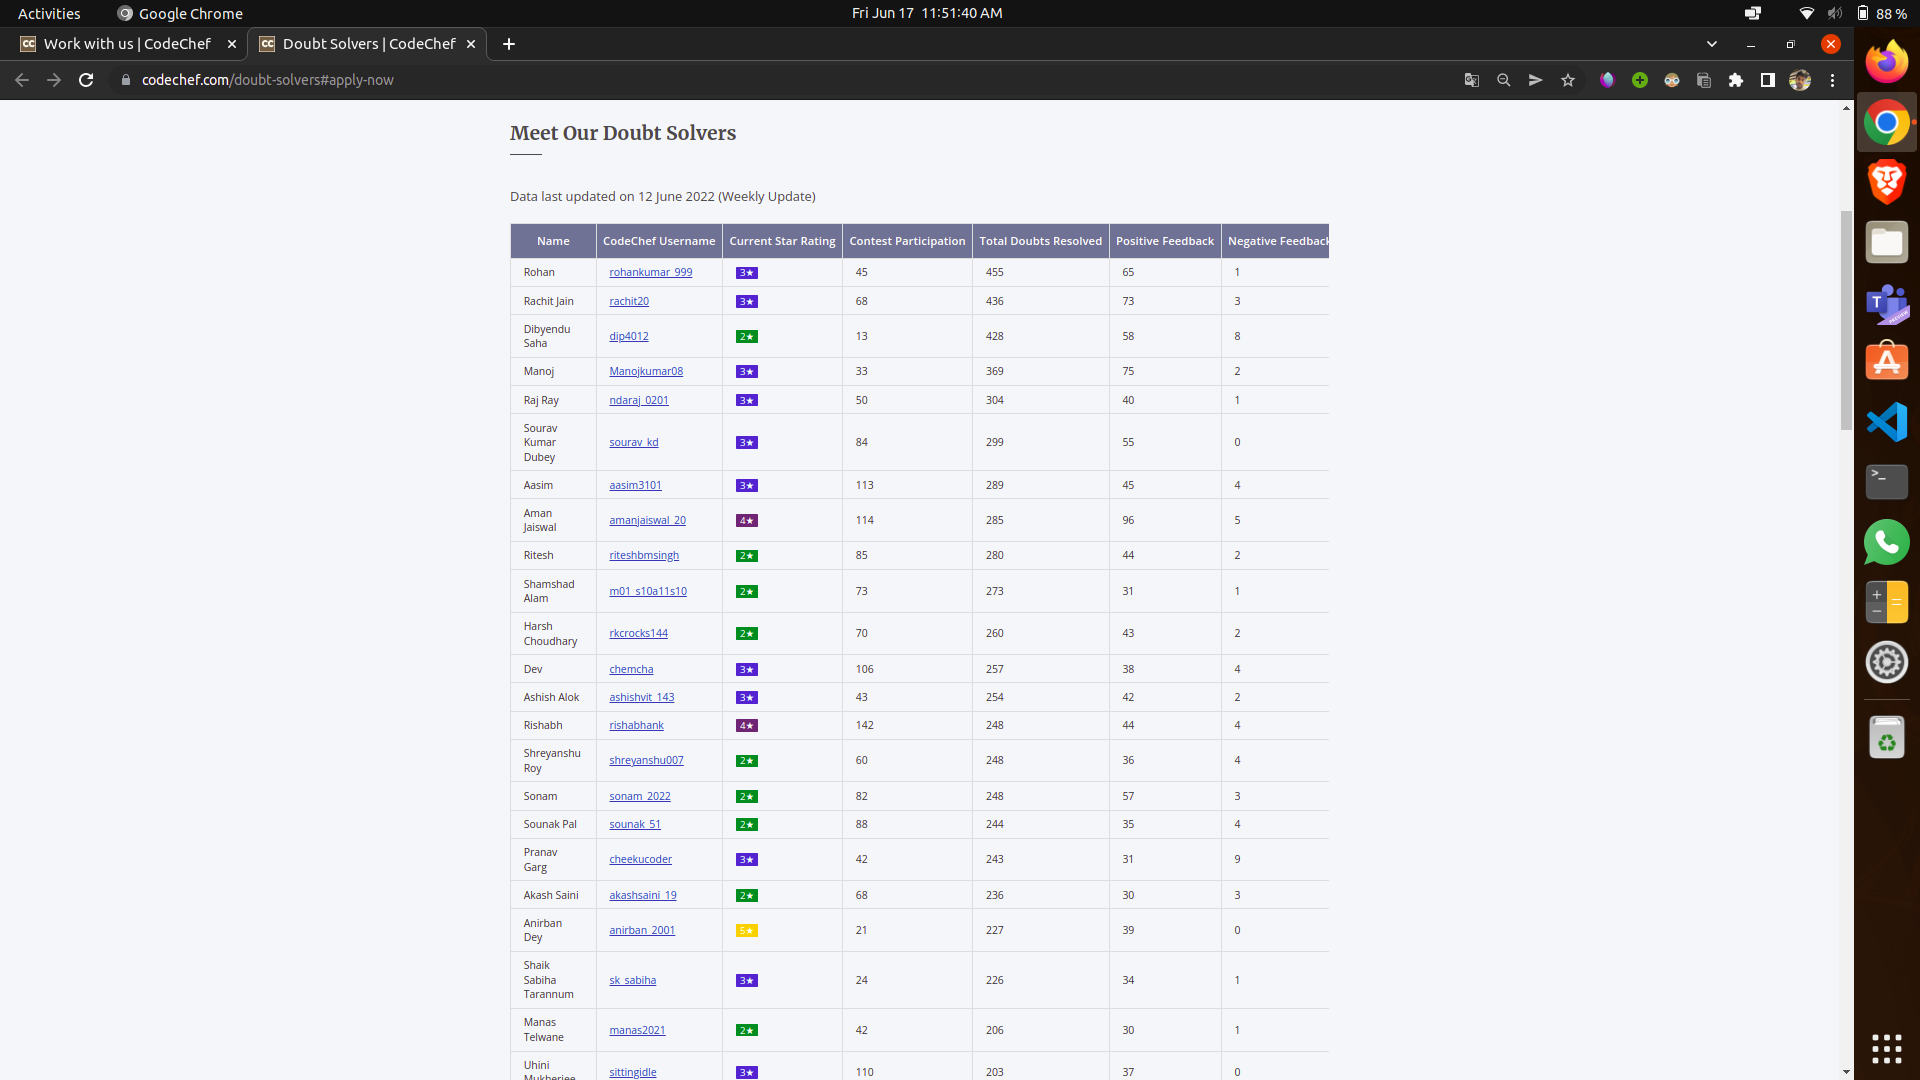 Activities Google Chrome Fri Jun 17 11:51:40 AM 88 %
Work with us | CodeChef Doubt Solvers | CodeChef
codechef.com/doubt-solvers#apply-now
Meet Our Doubt Solvers
Data last updated on 12 June 2022 (Weekly Update)
Name CodeChef Username Current Star Rating Contest Participation Total Doubts Resolved Positive Feedback Negative Feedback
Rohan rohankumar_999 3★ 45 455 65 1
Rachit Jain rachit20 3★ 68 436 73 3
Dibyendu
Saha dip4012 2★ 13 428 58 8
Manoj Manojkumar08 3★ 33 369 75 2
Raj Ray ndaraj_0201 3★ 50 304 40 1
Sourav
Kumar sourav_kd 3★ 84 299 55 0
Dubey
Aasim aasim3101 3★ 113 289 45 4
Aman
Jaiswal amanjaiswal_20 4★ 114 285 96 5
Ritesh riteshbmsingh 2★ 85 280 44 2
Shamshad
Alam m01_s10a11s10 2★ 73 273 31 1
Harsh
Choudhary rkcrocks144 2★ 70 260 43 2
Dev chemcha 3★ 106 257 38 4
Ashish Alok ashishvit_143 3★ 43 254 42 2
Rishabh rishabhank 4★ 142 248 44 4
Shreyanshu
Roy shreyanshu007 2★ 60 248 36 4
Sonam sonam_2022 2★ 82 248 57 3
Sounak Pal sounak_51 2★ 88 244 35 4
Pranav
Garg cheekucoder 3★ 42 243 31 9
Akash Saini akashsaini_19 2★ 68 236 30 3
Anirban
Dey anirban_2001 5★ 21 227 39 0
Shaik
Sabiha sk_sabiha 3★ 24 226 34 1
Tarannum
Manas
Telwane manas2021 2★ 42 206 30 1
Uhini
Mukherjee sittingidle 3★ 110 203 37 0